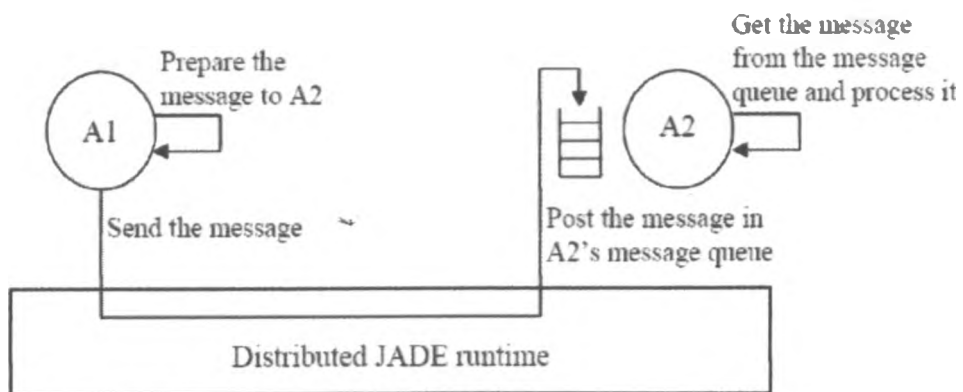 Prepare the
message to A2
A1
Send the message
Get the message
from the message
queue and process it
A2
Post the message in
A2's message queue
Distributed JADE runtime